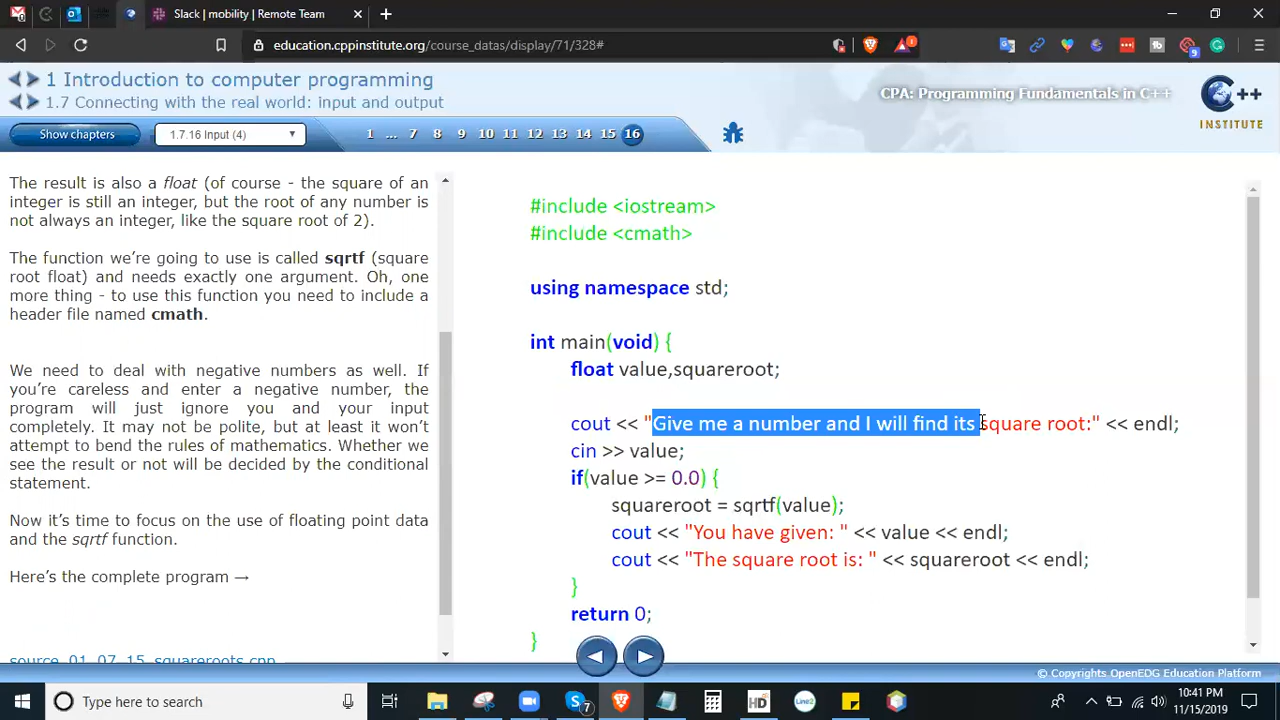 Slack | mobility | Remote Team
education.cppinstitute.org/course_datas/display/71/328#
1 Introduction to computer programming
1.7 Connecting with the real world: input and output
CPA: Programming Fundamentals in C++
C++
INSTITUTE
Show chapters
1.7.16 Input (4)
1 ... 7 8 9 10 11 12 13 14 15 16
The result is also a float (of course - the square of an
integer is still an integer, but the root of any number is
not always an integer, like the square root of 2).
The function we're going to use is called sqrtf (square
root float) and needs exactly one argument. Oh, one
more thing - to use this function you need to include a
header file named cmath.
We need to deal with negative numbers as well. If
you're careless and enter a negative number, the
program will just ignore you and your input
completely. It may not be polite, but at least it won't
attempt to bend the rules of mathematics. Whether we
see the result or not will be decided by the conditional
statement.
Now it's time to focus on the use of floating point data
and the sqrtf function.
Here's the complete program →
source_01_07_15_squareroots.cpp
#include <iostream>
#include <cmath>
using namespace std;
int main(void) {
float value,squareroot;
cout << "Give me a number and I will find its square root:" << endl;
cin >> value;
if(value >= 0.0) {
squareroot = sqrtf(value);
cout << "You have given: " << value << endl;
cout << "The square root is: " << squareroot << endl;
}
return 0;
}
© Copyrights OpenEDG Education Platform
Type here to search
7
HD
Line2
10:41 PM
11/15/2019